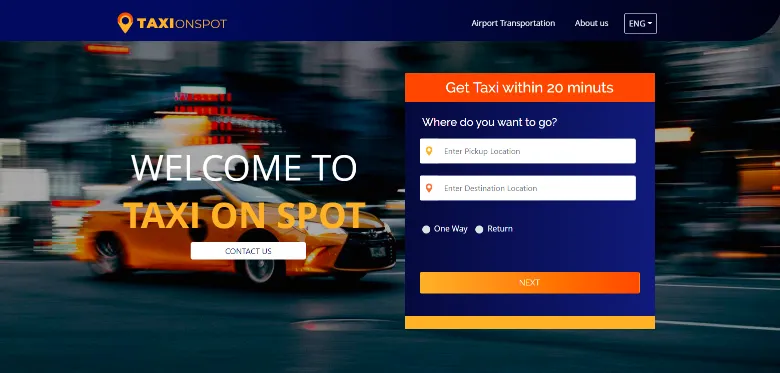 TAXIONSPOT
Airport Transportation
About us
ENG
WELCOME TO
TAXI ON SPOT
CONTACT US
Get Taxi within 20 minuts
Where do you want to go?
Enter Pickup Location
Enter Destination Location
One Way
Return
NEXT